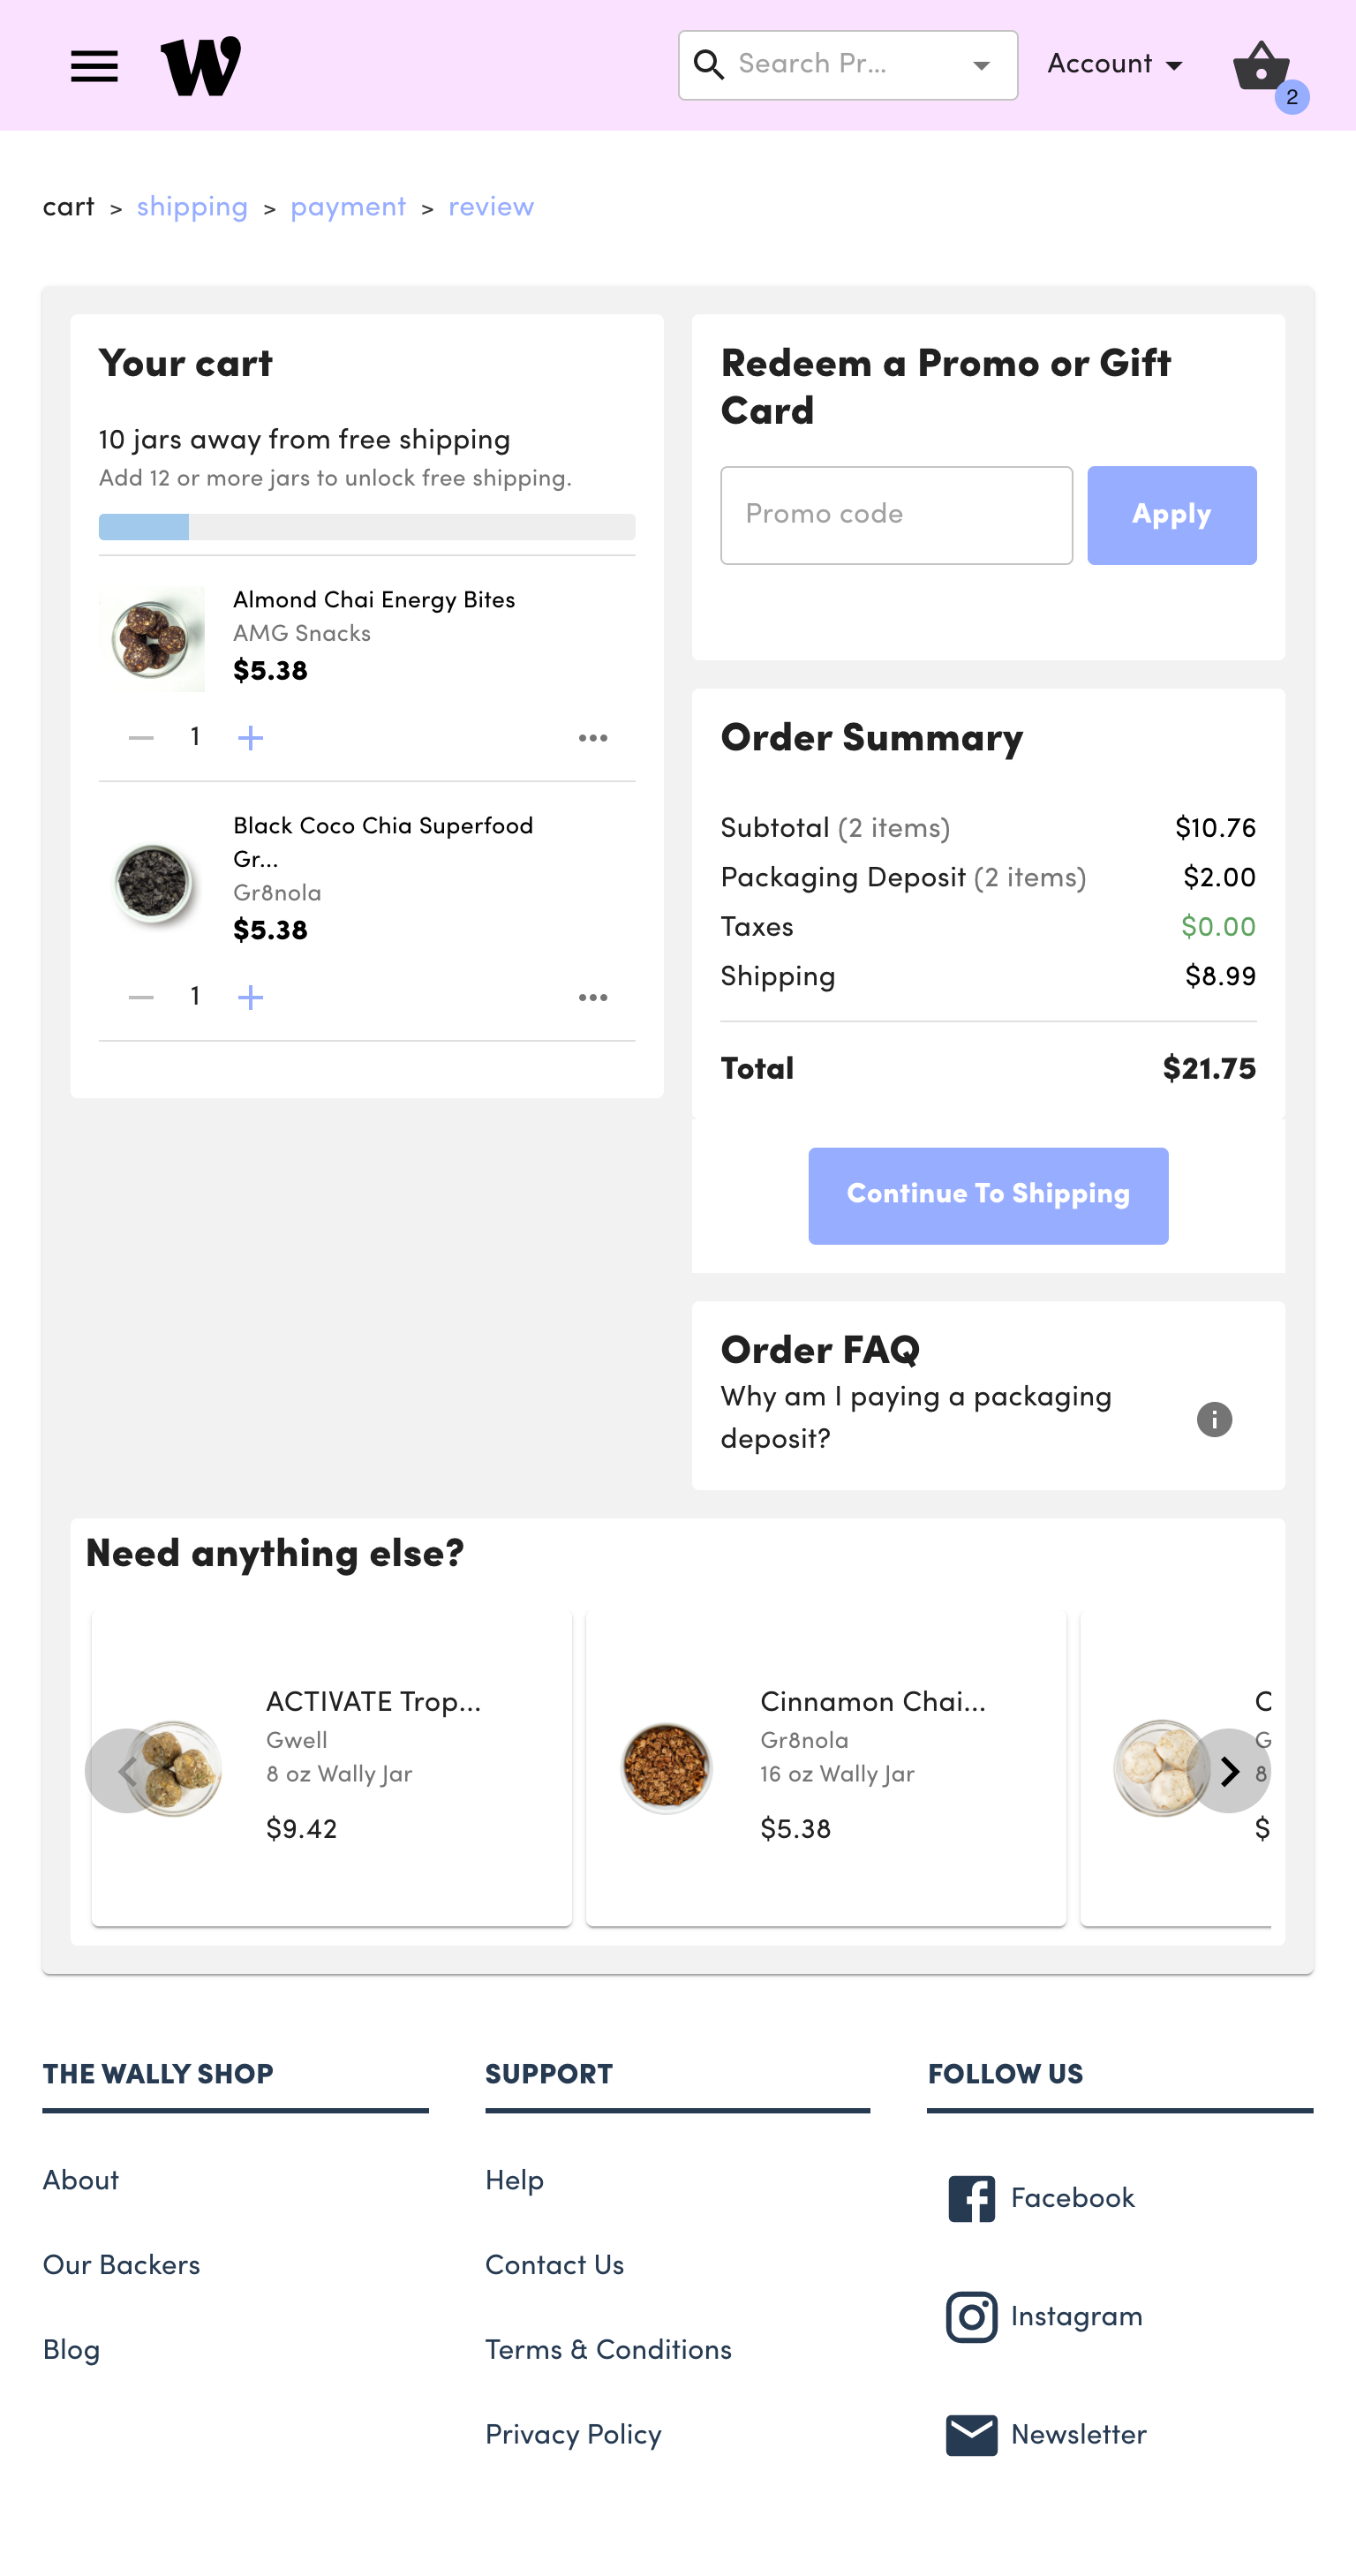 W
Search Pr...
Account
2
cart > shipping > payment > review
Your cart
10 jars away from free shipping
Add 12 or more jars to unlock free shipping.
Almond Chai Energy Bites
AMG Snacks
$5.38
1
Black Coco Chia Superfood
Gr...
Gr8nola
$5.38
1
Redeem a Promo or Gift
Card
Promo code
Apply
Order Summary
Subtotal (2 items) $10.76
Packaging Deposit (2 items) $2.00
Taxes $0.00
Shipping $8.99
Total $21.75
Continue To Shipping
Order FAQ
Why am I paying a packaging
deposit?
Need anything else?
ACTIVATE Trop...
Gwell
8 oz Wally Jar
$9.42
Cinnamon Chai...
Gr8nola
16 oz Wally Jar
$5.38
C
G
8
$
THE WALLY SHOP
About
Our Backers
Blog
SUPPORT
Help
Contact Us
Terms & Conditions
Privacy Policy
FOLLOW US
Facebook
Instagram
Newsletter